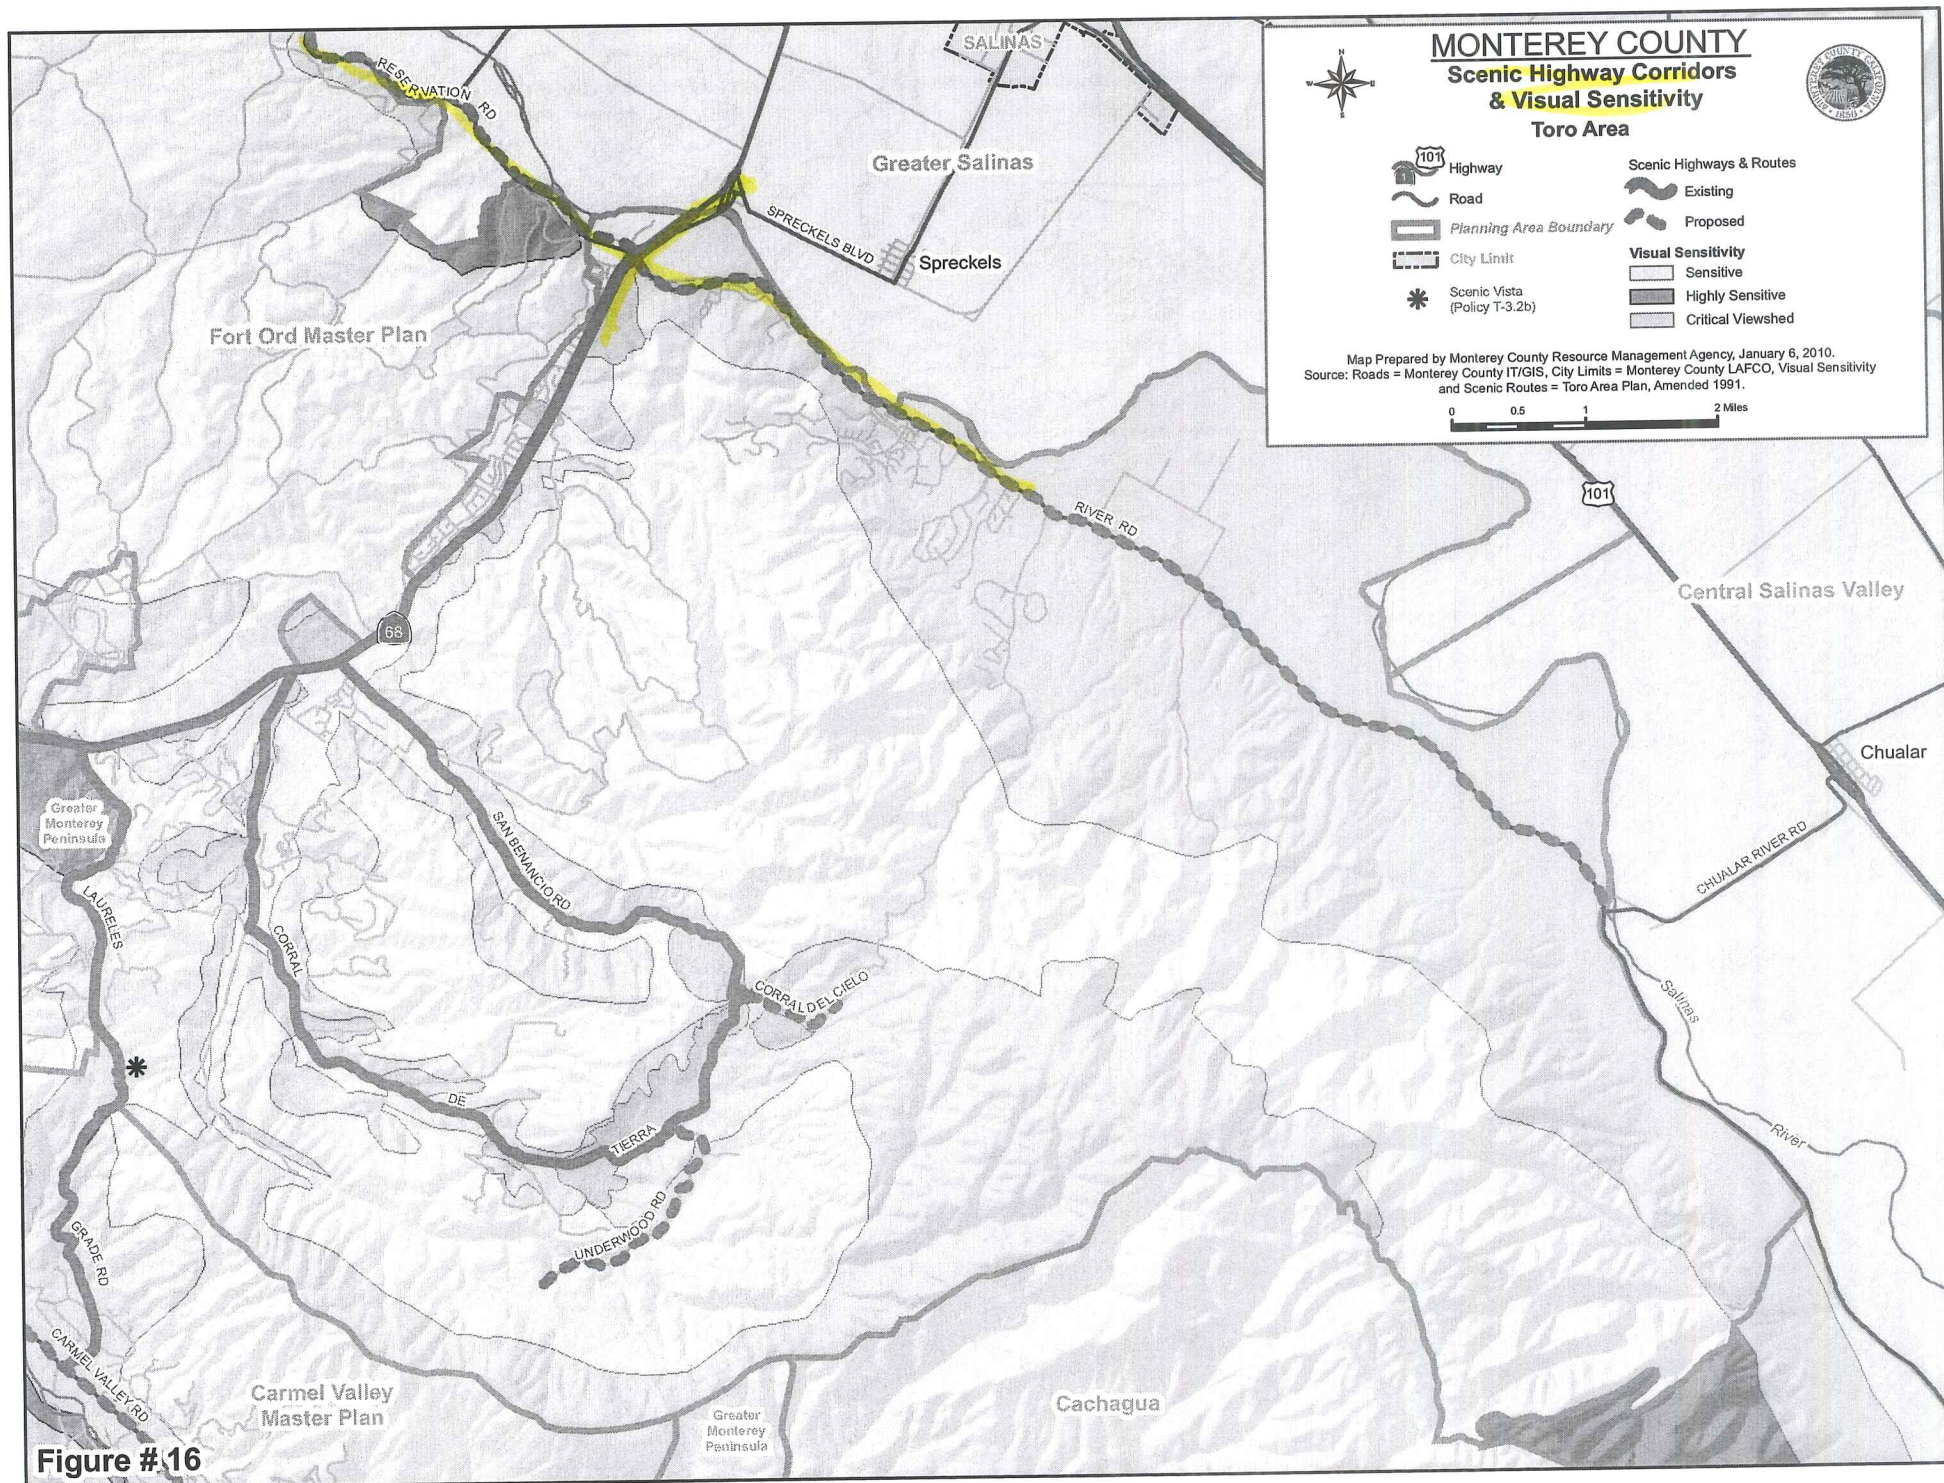 MONTEREY COUNTY
Scenic Highway Corridors
& Visual Sensitivity
Toro Area
N
W
E
S
MONTEREY COUNTY, CALIFORNIA
1850
101
1
Highway
Road
Planning Area Boundary
City Limit
Scenic Vista
(Policy T-3.2b)
Scenic Highways & Routes
Existing
Proposed
Visual Sensitivity
Sensitive
Highly Sensitive
Critical Viewshed
Map Prepared by Monterey County Resource Management Agency, January 6, 2010.
Source: Roads = Monterey County IT/GIS, City Limits = Monterey County LAFCO, Visual Sensitivity
and Scenic Routes = Toro Area Plan, Amended 1991.
0 0.5 1 2 Miles
SALINAS
RESERVATION RD
Greater Salinas
SPRECKELS BLVD
Spreckels
Fort Ord Master Plan
RIVER RD
101
Central Salinas Valley
68
Chualar
Greater
Monterey
Peninsula
SAN BENANCIO RD
CHUALAR RIVER RD
LAURELES
CORRAL
CORRAL DEL CIELO
Salinas
DE
TIERRA
River
UNDERWOOD RD
GRADE RD
CARMEL VALLEY RD
Carmel Valley
Master Plan
Greater
Monterey
Peninsula
Cachagua
Figure # 16